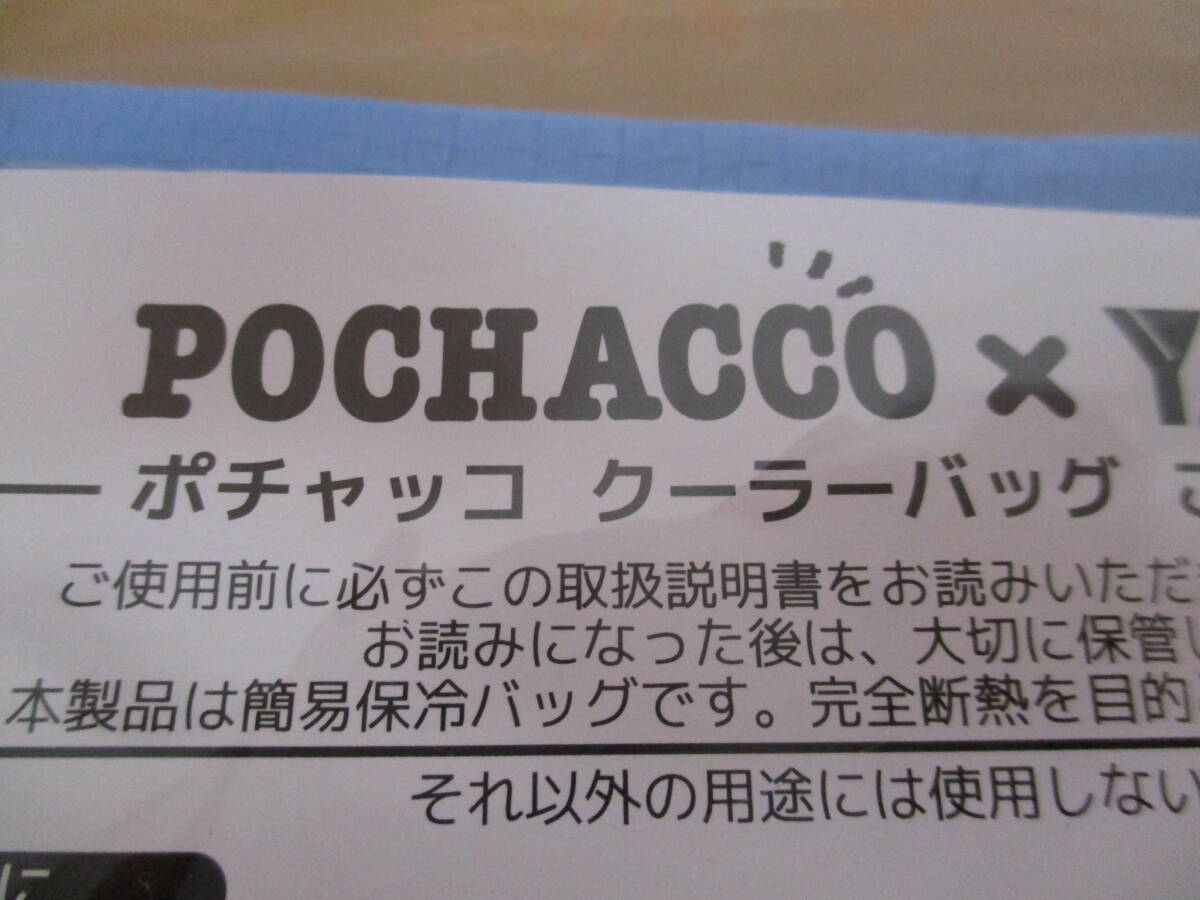 POCHACCO × Y
ポチャッコ クーラーバッグ ご
ご使用前に必ずこの取扱説明書をお読みいただ
お読みになった後は、大切に保管し
本製品は簡易保冷バッグです。完全断熱を目的
それ以外の用途には使用しない
に